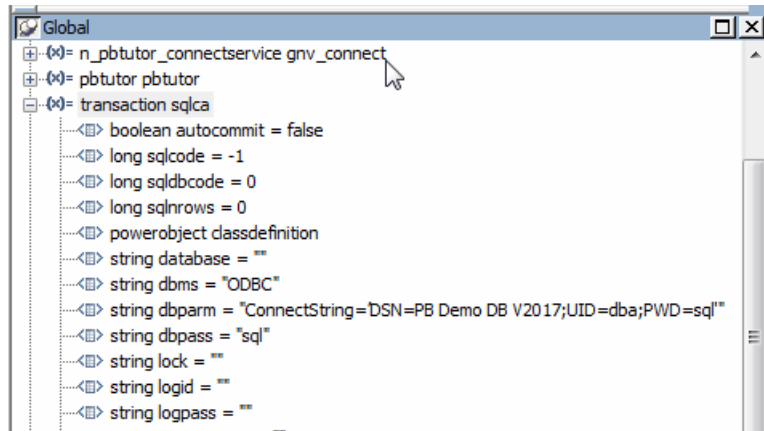 Global
(x)= n_pbtutor_connectservice gnv_connect
(x)= pbtutor pbtutor
(x)= transaction sqlca
boolean autocommit = false
long sqlcode = -1
long sqldbcode = 0
long sqlnrows = 0
powerobject classdefinition
string database = ""
string dbms = "ODBC"
string dbparm = "ConnectString='DSN=PB Demo DB V2017;UID=dba;PWD=sql'"
string dbpass = "sql"
string lock = ""
string logid = ""
string logpass = ""